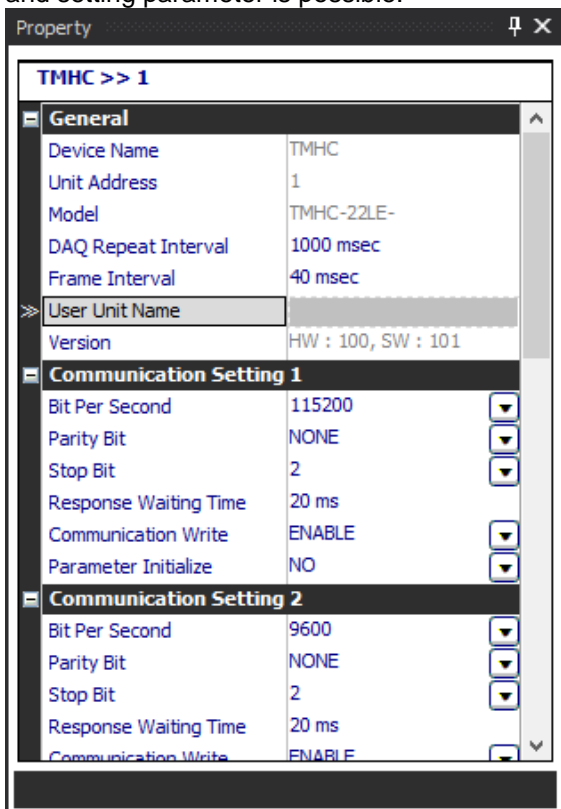 and setting parameter is possible.
Property
TMHC >> 1
General
Device Name TMHC
Unit Address 1
Model TMHC-22LE-
DAQ Repeat Interval 1000 msec
Frame Interval 40 msec
User Unit Name
Version HW : 100, SW : 101
Communication Setting 1
Bit Per Second 115200
Parity Bit NONE
Stop Bit 2
Response Waiting Time 20 ms
Communication Write ENABLE
Parameter Initialize NO
Communication Setting 2
Bit Per Second 9600
Parity Bit NONE
Stop Bit 2
Response Waiting Time 20 ms
Communication Write ENABLE